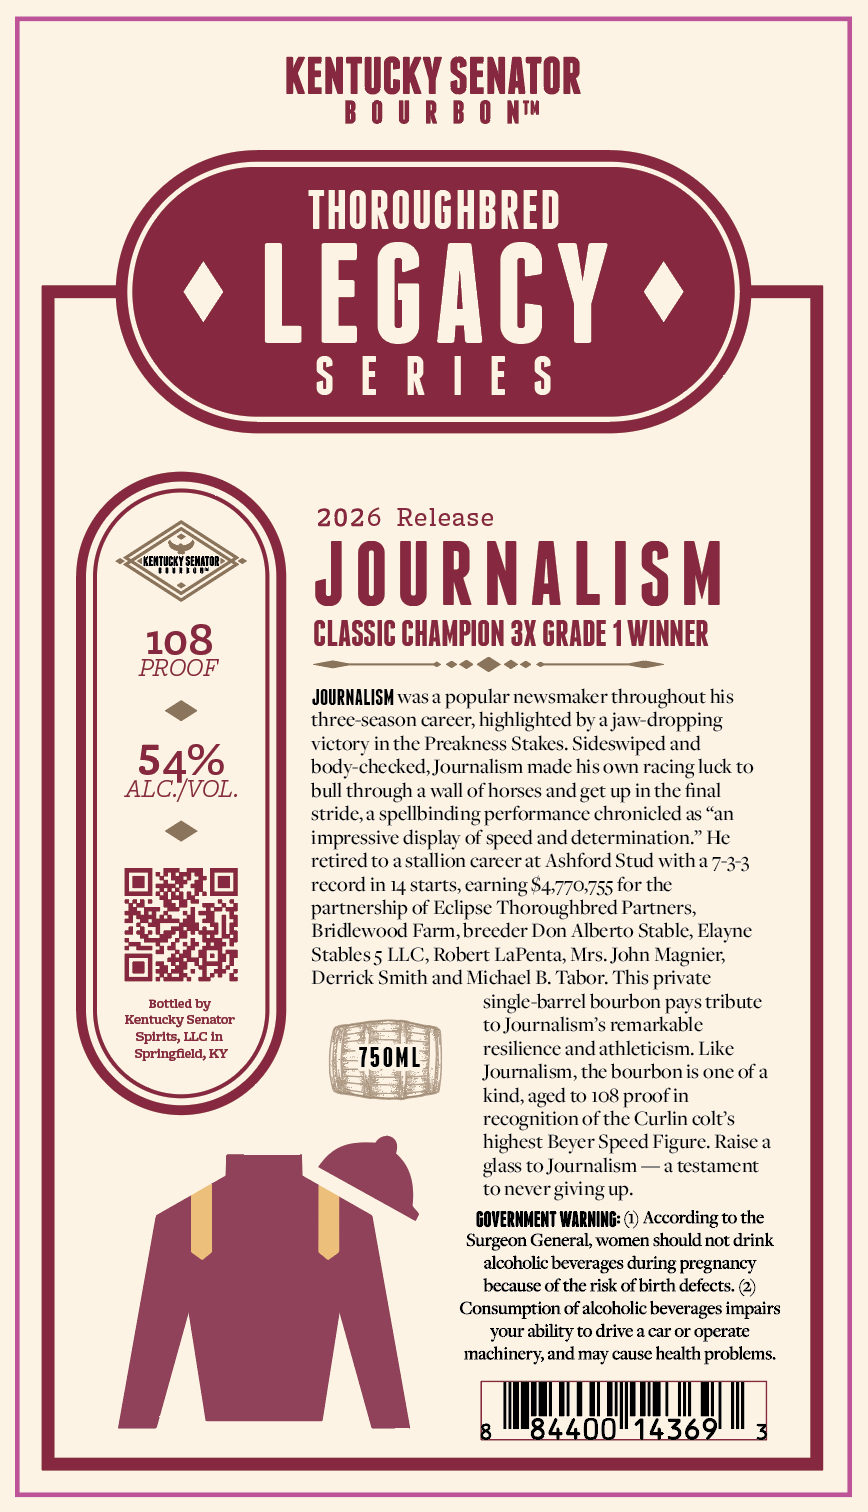 KENTUCKY SENATOR
BOURBON™
THOROUGHBRED
LEGACY
SERIES
KENTUCKY SENATOR
BOURBON™
108
PROOF
54%
ALC./VOL.
Bottled by
Kentucky Senator
Spirits, LLC in
Springfield, KY
2026 Release
JOURNALISM
CLASSIC CHAMPION 3X GRADE 1 WINNER
JOURNALISM was a popular newsmaker throughout his
three-season career, highlighted by a jaw-dropping
victory in the Preakness Stakes. Sideswiped and
body-checked, Journalism made his own racing luck to
bull through a wall of horses and get up in the final
stride, a spellbinding performance chronicled as “an
impressive display of speed and determination.” He
retired to a stallion career at Ashford Stud with a 7-3-3
record in 14 starts, earning $4,770,755 for the
partnership of Eclipse Thoroughbred Partners,
Bridlewood Farm, breeder Don Alberto Stable, Elayne
Stables 5 LLC, Robert LaPenta, Mrs. John Magnier,
Derrick Smith and Michael B. Tabor. This private
single-barrel bourbon pays tribute
to Journalism’s remarkable
resilience and athleticism. Like
Journalism, the bourbon is one of a
kind, aged to 108 proof in
recognition of the Curlin colt’s
highest Beyer Speed Figure. Raise a
glass to Journalism — a testament
to never giving up.
750ML
GOVERNMENT WARNING: (1) According to the
Surgeon General, women should not drink
alcoholic beverages during pregnancy
because of the risk of birth defects. (2)
Consumption of alcoholic beverages impairs
your ability to drive a car or operate
machinery, and may cause health problems.
8 84400 14369 3